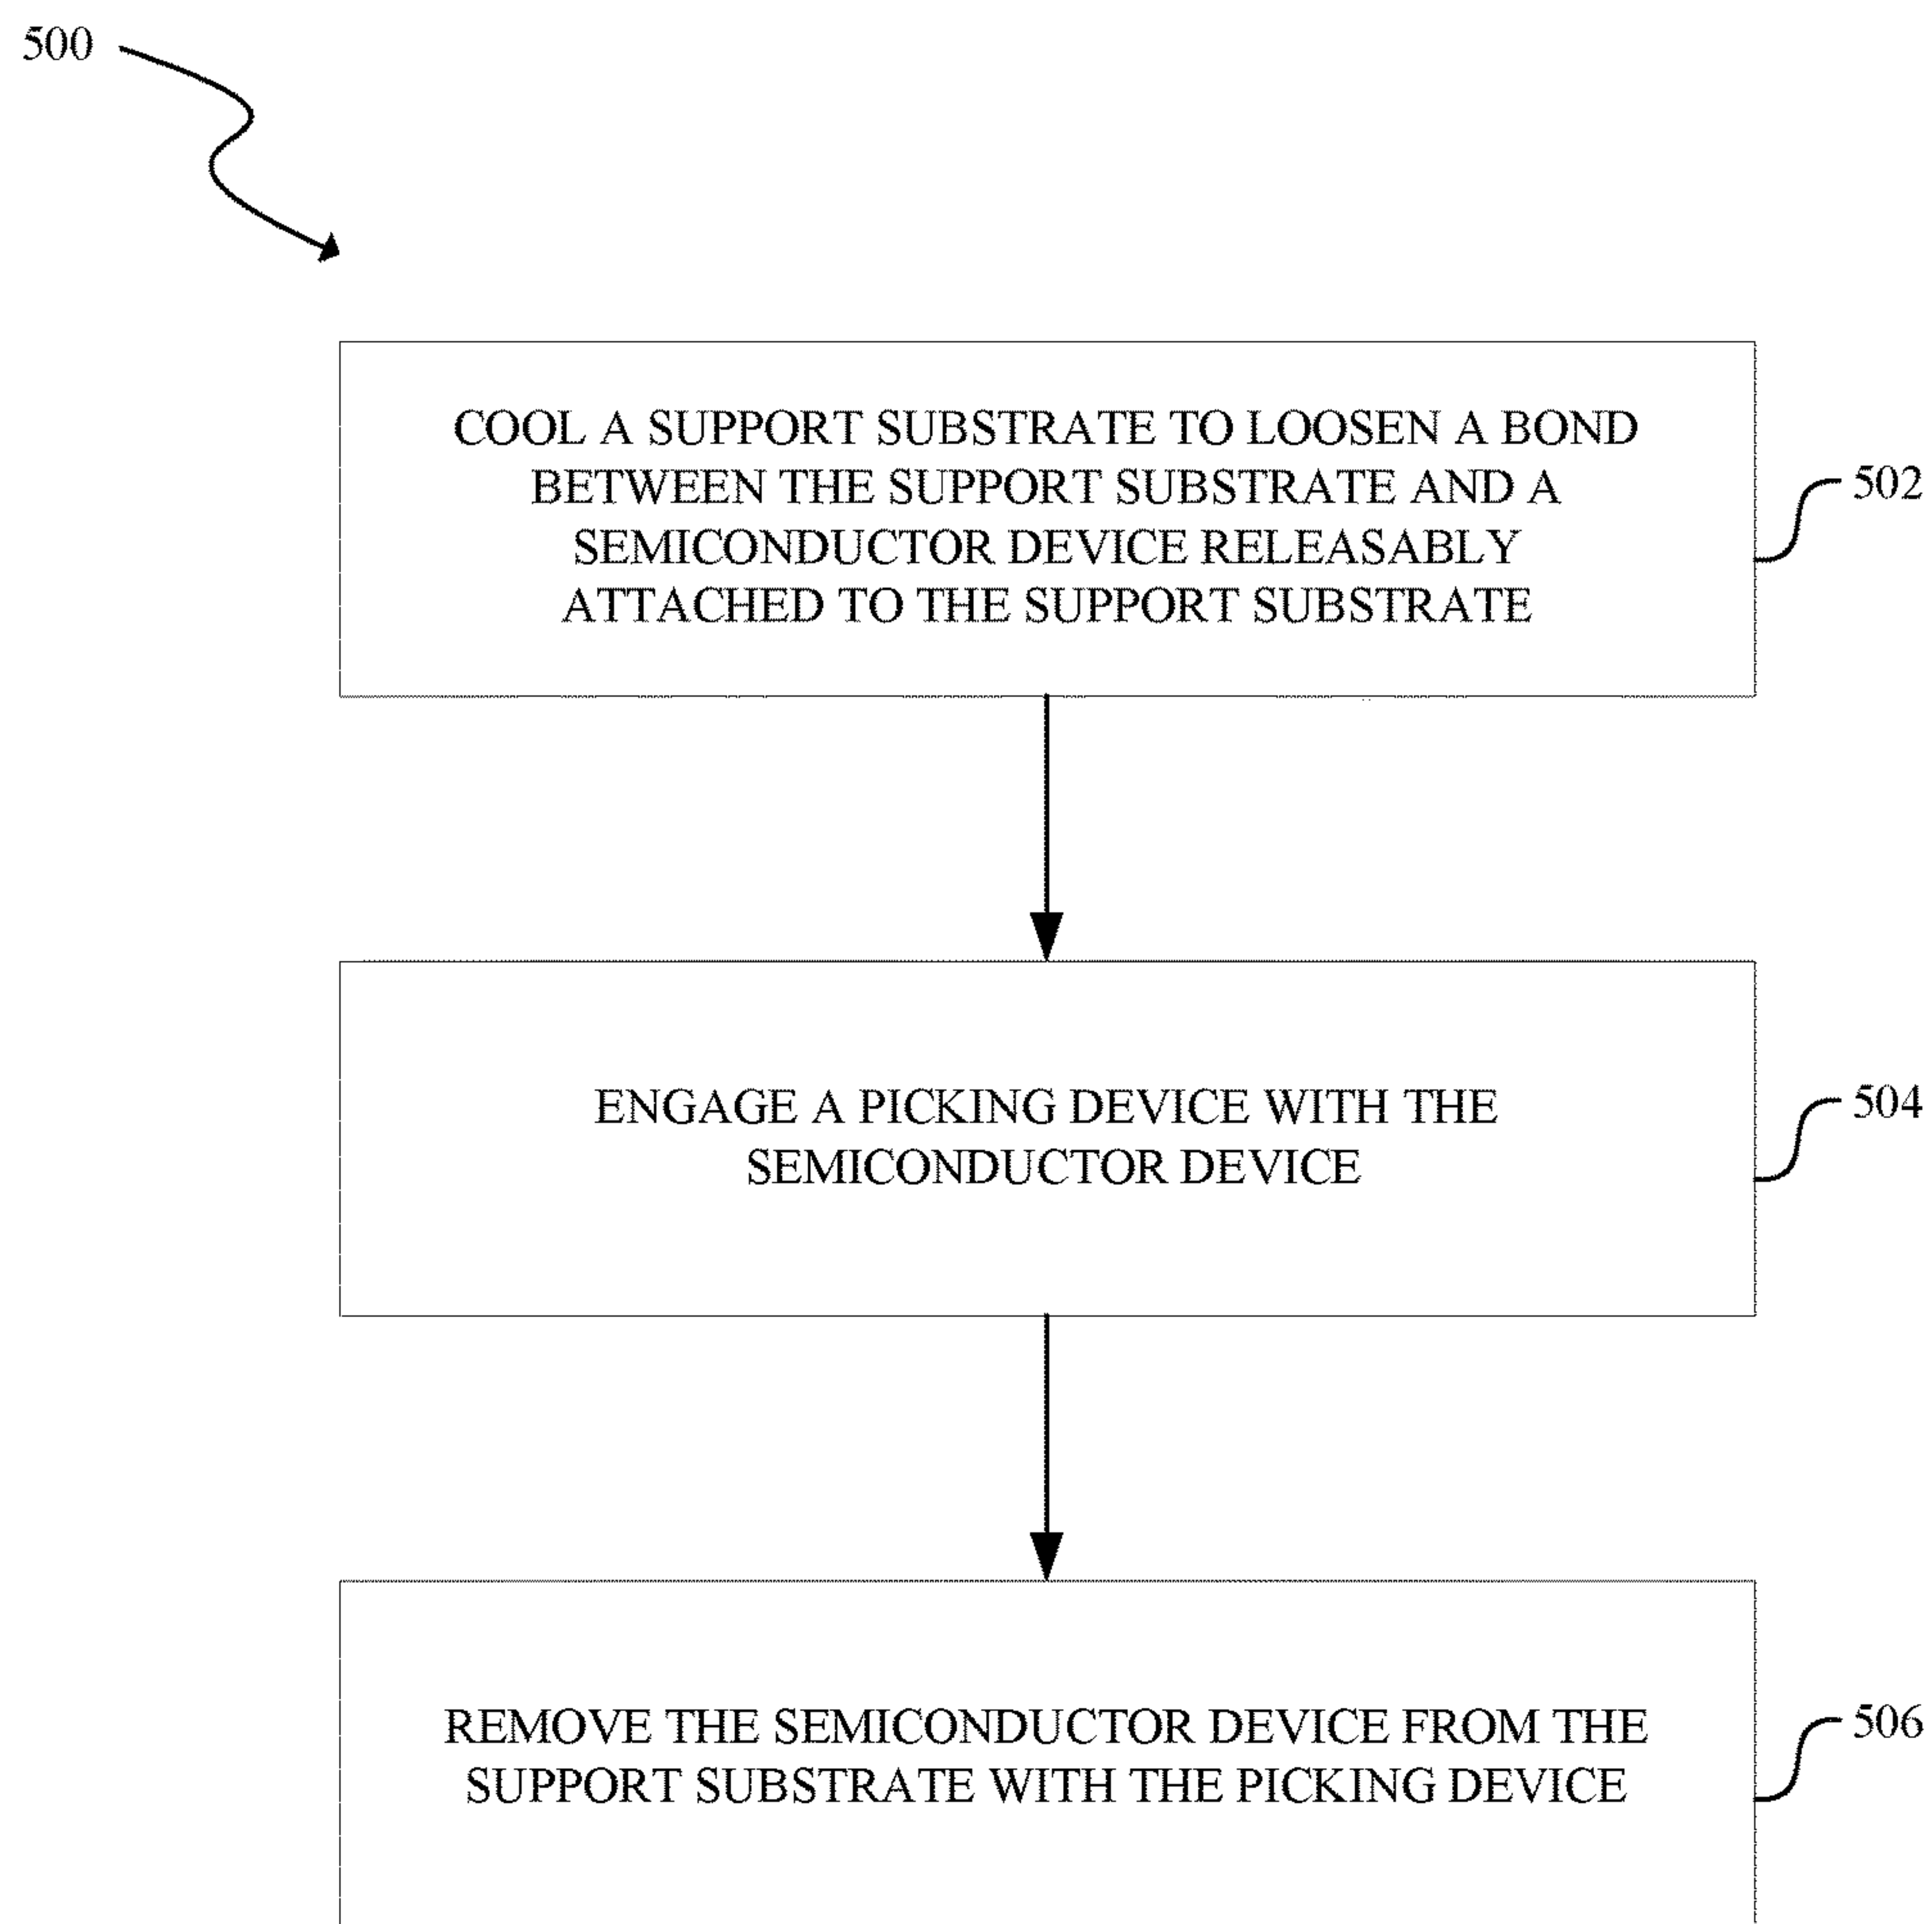 500
COOL A SUPPORT SUBSTRATE TO LOOSEN A BOND
BETWEEN THE SUPPORT SUBSTRATE AND A
SEMICONDUCTOR DEVICE RELEASABLY
ATTACHED TO THE SUPPORT SUBSTRATE
502
ENGAGE A PICKING DEVICE WITH THE
SEMICONDUCTOR DEVICE
504
REMOVE THE SEMICONDUCTOR DEVICE FROM THE
SUPPORT SUBSTRATE WITH THE PICKING DEVICE
506